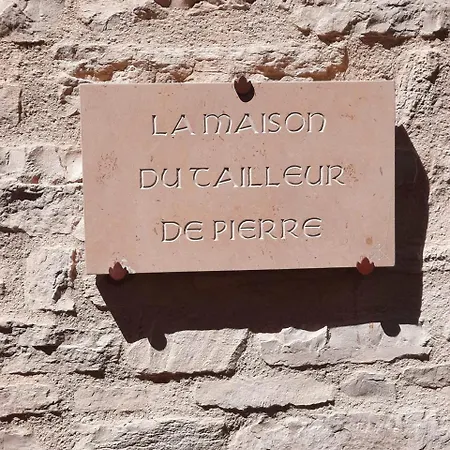 LA MAISON
DU TAILLEUR
DE PIERRE